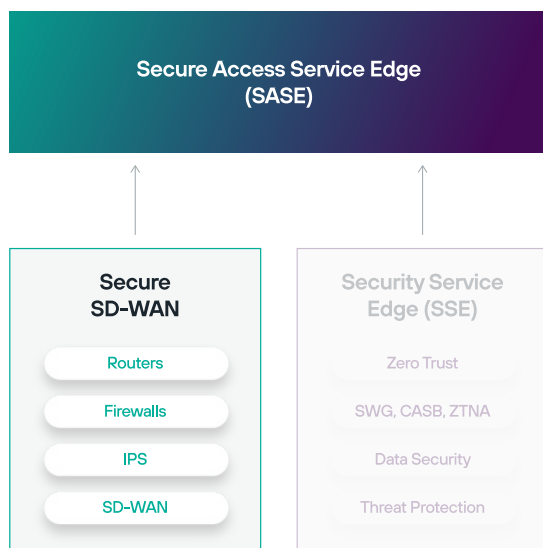 Secure Access Service Edge
(SASE)
Secure
SD-WAN
Routers
Firewalls
IPS
SD-WAN
Security Service
Edge (SSE)
Zero Trust
SWG, CASB, ZTNA
Data Security
Threat Protection